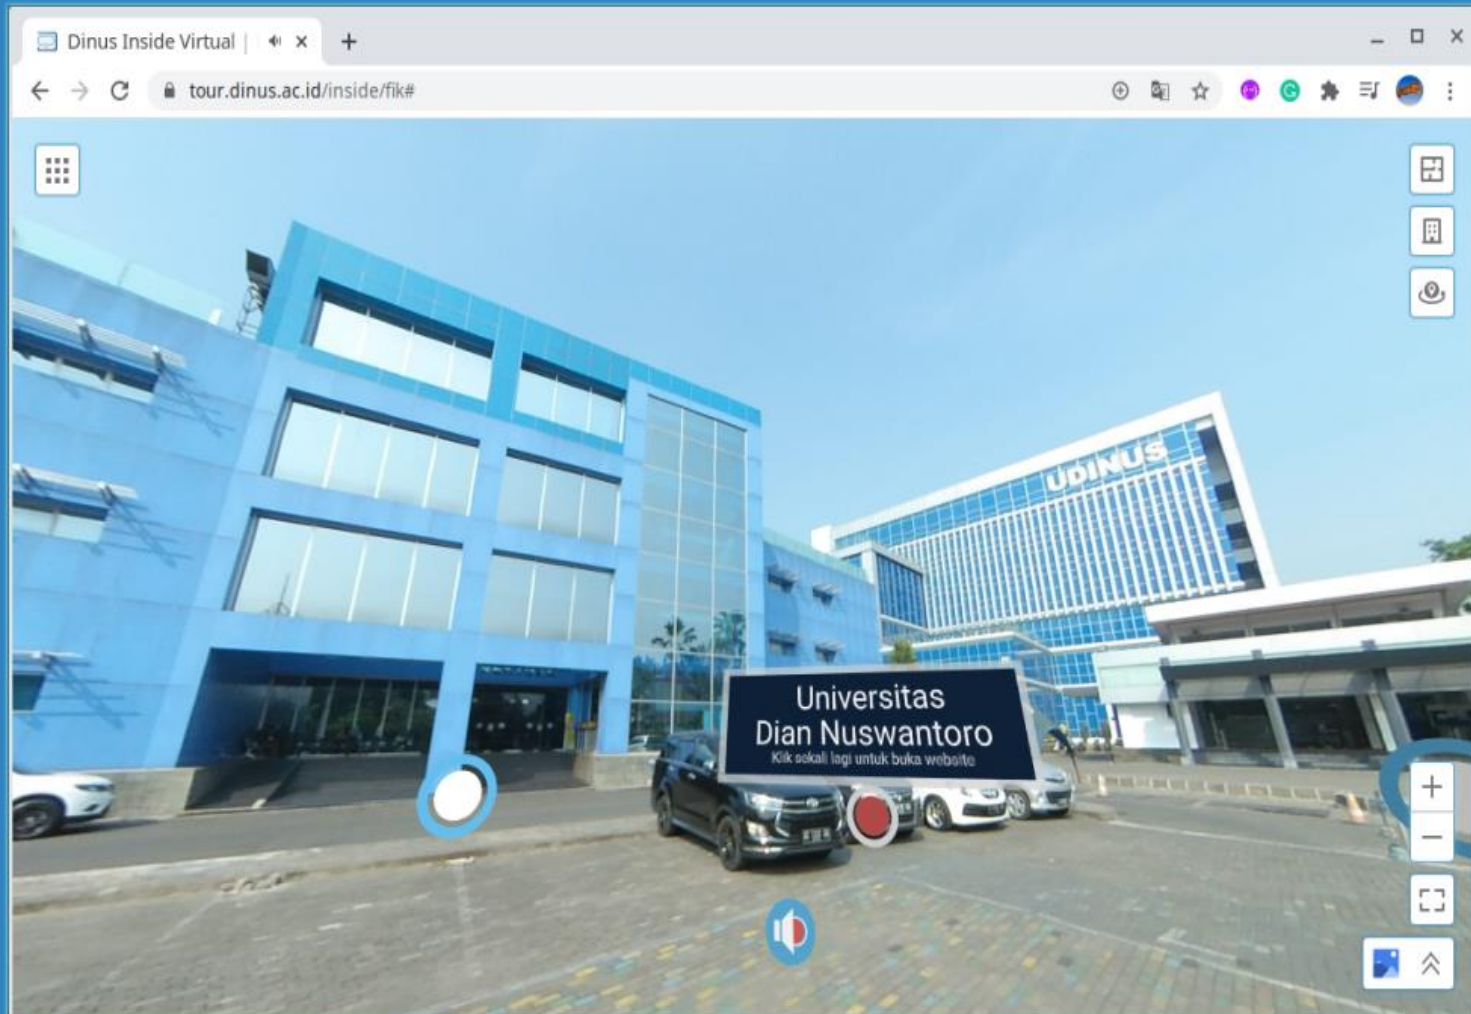 Dinus Inside Virtual |
tour.dinus.ac.id/inside/fik#
UDINUS
Universitas
Dian Nuswantoro
Klik sekali lagi untuk buka website